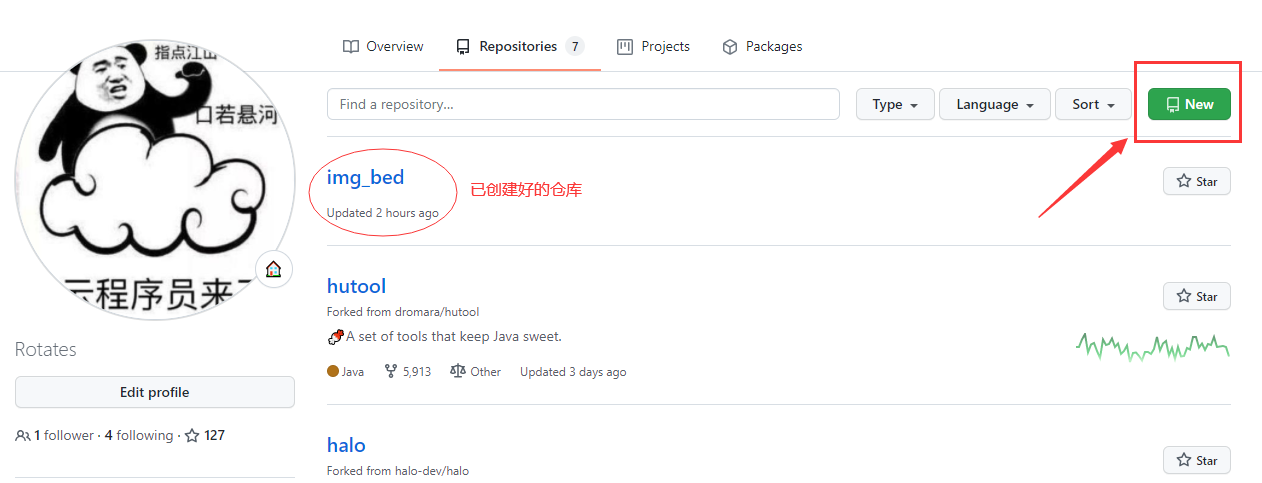 Overview
Repositories 7
Projects
Packages
指点江山
口若悬河
云程序员来了
Rotates
Edit profile
1 follower · 4 following · 127
Find a repository...
Type
Language
Sort
New
img_bed
已创建好的仓库
Updated 2 hours ago
Star
hutool
Star
Forked from dromara/hutool
A set of tools that keep Java sweet.
Java 5,913 Other Updated 3 days ago
halo
Star
Forked from halo-dev/halo